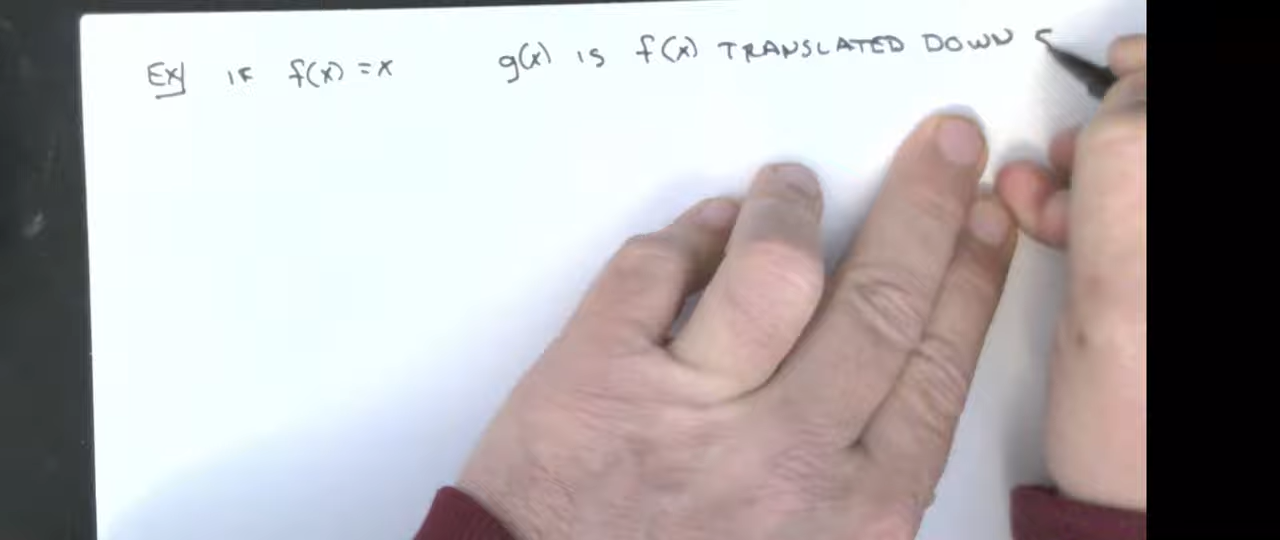 Ex] IF f(x) = x g(x) is f(x) TRANSLATED DOWN